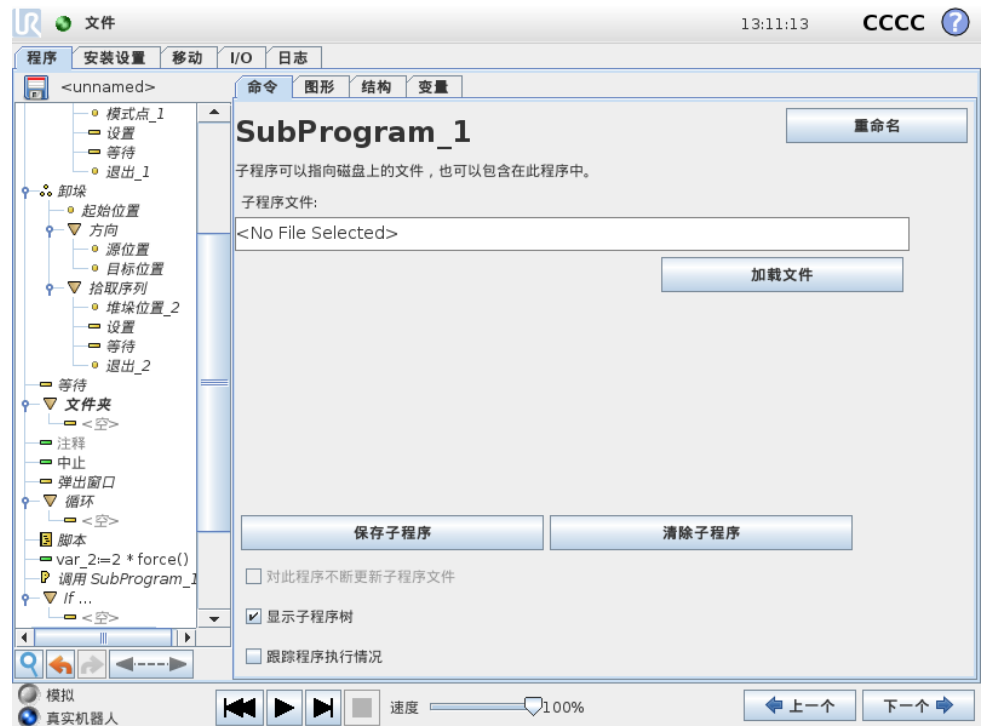 UR 文件 13:11:13 CCCC ?
程序 安装设置 移动 I/O 日志
<unnamed>
命令 图形 结构 变量
模式点_1
设置
等待
退出_1
卸垛
起始位置
方向
源位置
目标位置
拾取序列
堆垛位置_2
设置
等待
退出_2
等待
文件夹
<空>
注释
中止
弹出窗口
循环
<空>
脚本
var_2:=2 * force()
调用 SubProgram_1
If ...
<空>
SubProgram_1
重命名
子程序可以指向磁盘上的文件，也可以包含在此程序中。
子程序文件:
<No File Selected>
加载文件
保存子程序 清除子程序
对此程序不断更新子程序文件
显示子程序树
跟踪程序执行情况
模拟
真实机器人
速度 100%
上一个 下一个